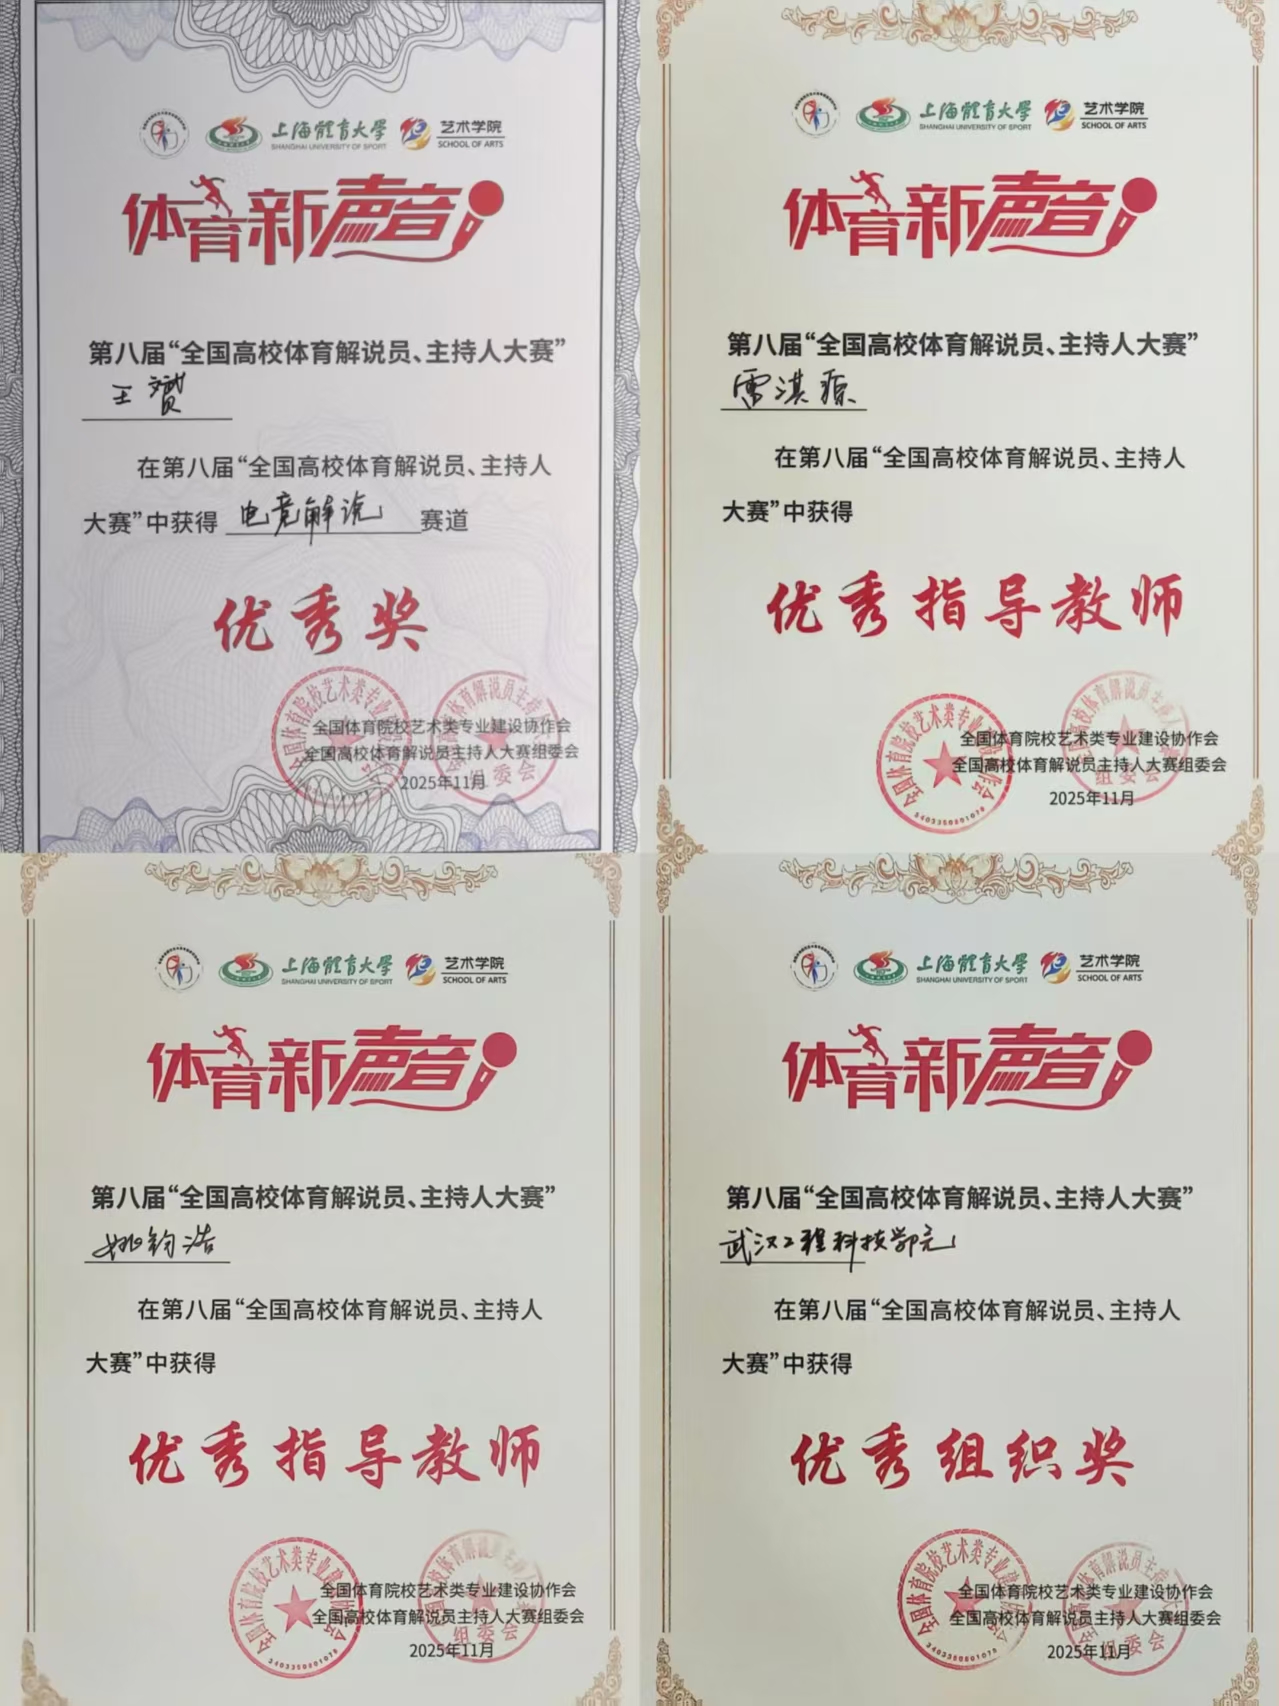 上海體育大學
SHANGHAI UNIVERSITY OF SPORT
艺术学院
SCHOOL OF ARTS
体育新声音
第八届“全国高校体育解说员、主持人大赛”
王赟
在第八届“全国高校体育解说员、主持人
大赛”中获得 电竞解说 赛道
优秀奖
全国体育院校艺术类专业建设协作会
全国高校体育解说员主持人大赛组委会
2025年11月
上海體育大學
SHANGHAI UNIVERSITY OF SPORT
艺术学院
SCHOOL OF ARTS
体育新声音
第八届“全国高校体育解说员、主持人大赛”
雷淇源
在第八届“全国高校体育解说员、主持人
大赛”中获得
优秀指导教师
全国体育院校艺术类专业建设协作会
全国高校体育解说员主持人大赛组委会
2025年11月
上海體育大學
SHANGHAI UNIVERSITY OF SPORT
艺术学院
SCHOOL OF ARTS
体育新声音
第八届“全国高校体育解说员、主持人大赛”
姚钧浩
在第八届“全国高校体育解说员、主持人
大赛”中获得
优秀指导教师
全国体育院校艺术类专业建设协作会
全国高校体育解说员主持人大赛组委会
2025年11月
上海體育大學
SHANGHAI UNIVERSITY OF SPORT
艺术学院
SCHOOL OF ARTS
体育新声音
第八届“全国高校体育解说员、主持人大赛”
武汉工程科技学院
在第八届“全国高校体育解说员、主持人
大赛”中获得
优秀组织奖
全国体育院校艺术类专业建设协作会
全国高校体育解说员主持人大赛组委会
2025年11月